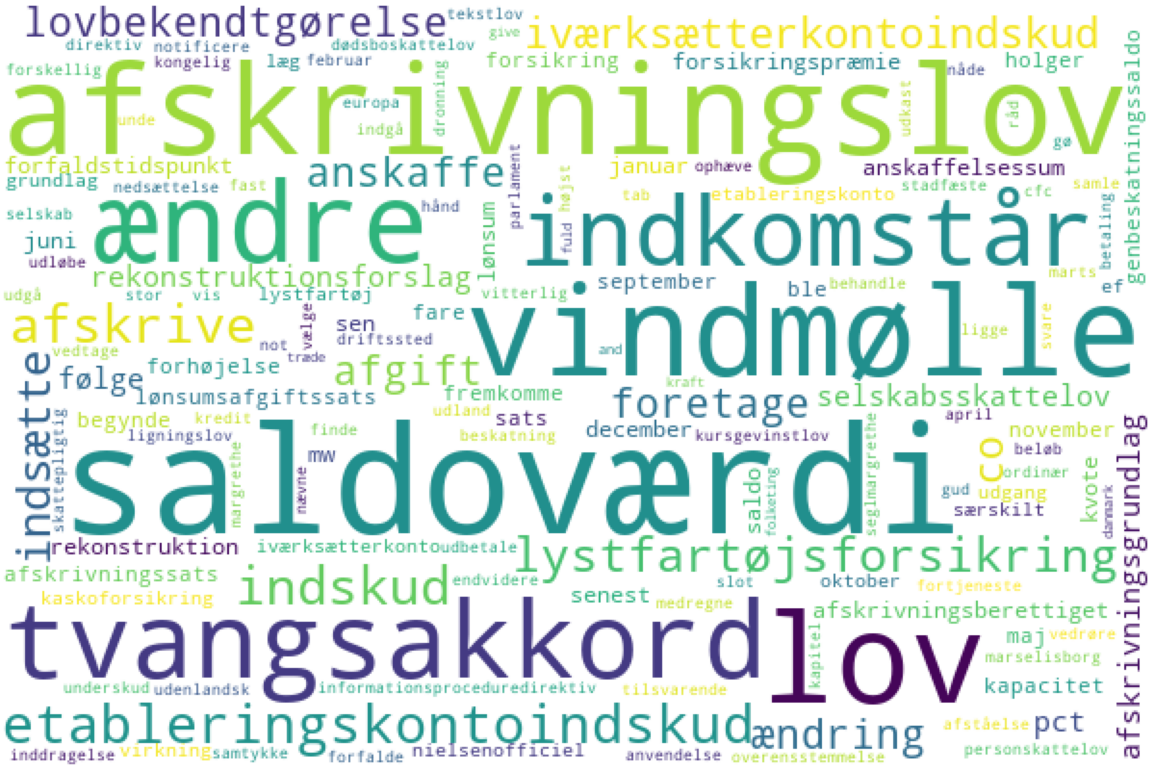 lovbekendtgørelse tekstlov give iværksætterkontoindskud
direktiv notificere dødsboskattelov
forskellig kongelig læg februar forsikring forsikringspræmie nåde holger genbeskatningssaldo
afskrivningslov
unde europa indgå dronning udkast råd gø
forfaldstidspunkt anskaffe parlament højst januar ophæve anskaffelsessum
grundlag nedsættelse fast tab etableringskonto stadfæste cfc samle
selskab ændre hånd lønsum fuld indkomstår betaling
juni udløbe
rekonstruktionsforslag september ble behandle marts ef
udgå stor vis lystfartøj vitterlig
afskrive vælge sen fare vindmølle ligge svare
vedtage not træde driftssted and
indsætte følge forhøjelse afgift fremkomme kraft selskabsskattelov
skattepligtig lønsumsafgiftssats foretage
begynde kredit udland sats april november
ligningslov finde beskatning december kursgevinstlov beløb
saldoværdi
margrethe nævne mw saldo folketing seglmargrethe co ordinær kvote danmark afskrivningsgrundlag
gud udgang særskilt
rekonstruktion iværksætterkontoudbetale lystfartøjsforsikring
afskrivningssats indskud endvidere slot oktober fortjeneste
kaskoforsikring senest medregne afskrivningsberettiget
tvangsakkord lov kapitel maj vedrøre
marselisborg
underskud udenlandsk informationsproceduredirektiv tilsvarende kapacitet
etableringskontoindskud ændring afståelse pct
inddragelse virkning samtykke forfalde nielsenofficiel anvendelse overensstemmelse personskattelov